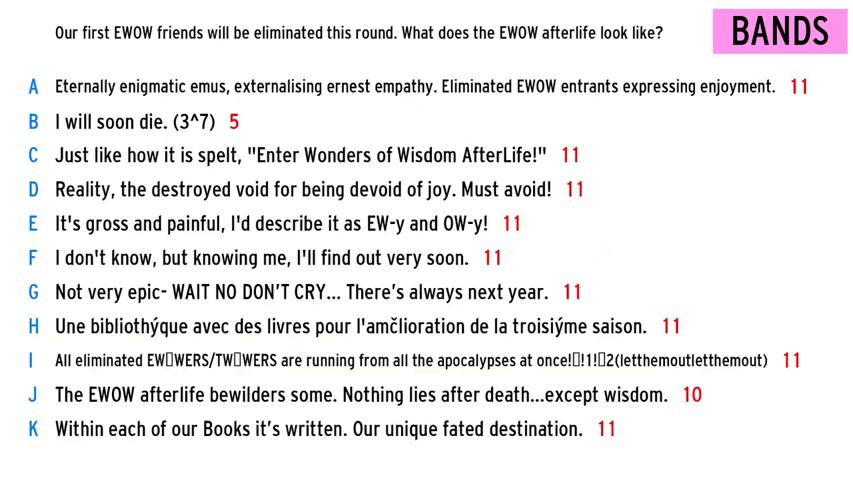 Our first EWOW friends will be eliminated this round. What does the EWOW afterlife look like?
BANDS
A Eternally enigmatic emus, externalising ernest empathy. Eliminated EWOW entrants expressing enjoyment. 11
B I will soon die. (3^7) 5
C Just like how it is spelt, "Enter Wonders of Wisdom AfterLife!" 11
D Reality, the destroyed void for being devoid of joy. Must avoid! 11
E It's gross and painful, I'd describe it as EW-y and OW-y! 11
F I don't know, but knowing me, I'll find out very soon. 11
G Not very epic- WAIT NO DON’T CRY... There’s always next year. 11
H Une bibliothýque avec des livres pour l'amčlioration de la troisiýme saison. 11
I All eliminated EW▯WERS/TW▯WERS are running from all the apocalypses at once!▯!1!▯2(letthemoutletthemout) 11
J The EWOW afterlife bewilders some. Nothing lies after death...except wisdom. 10
K Within each of our Books it’s written. Our unique fated destination. 11